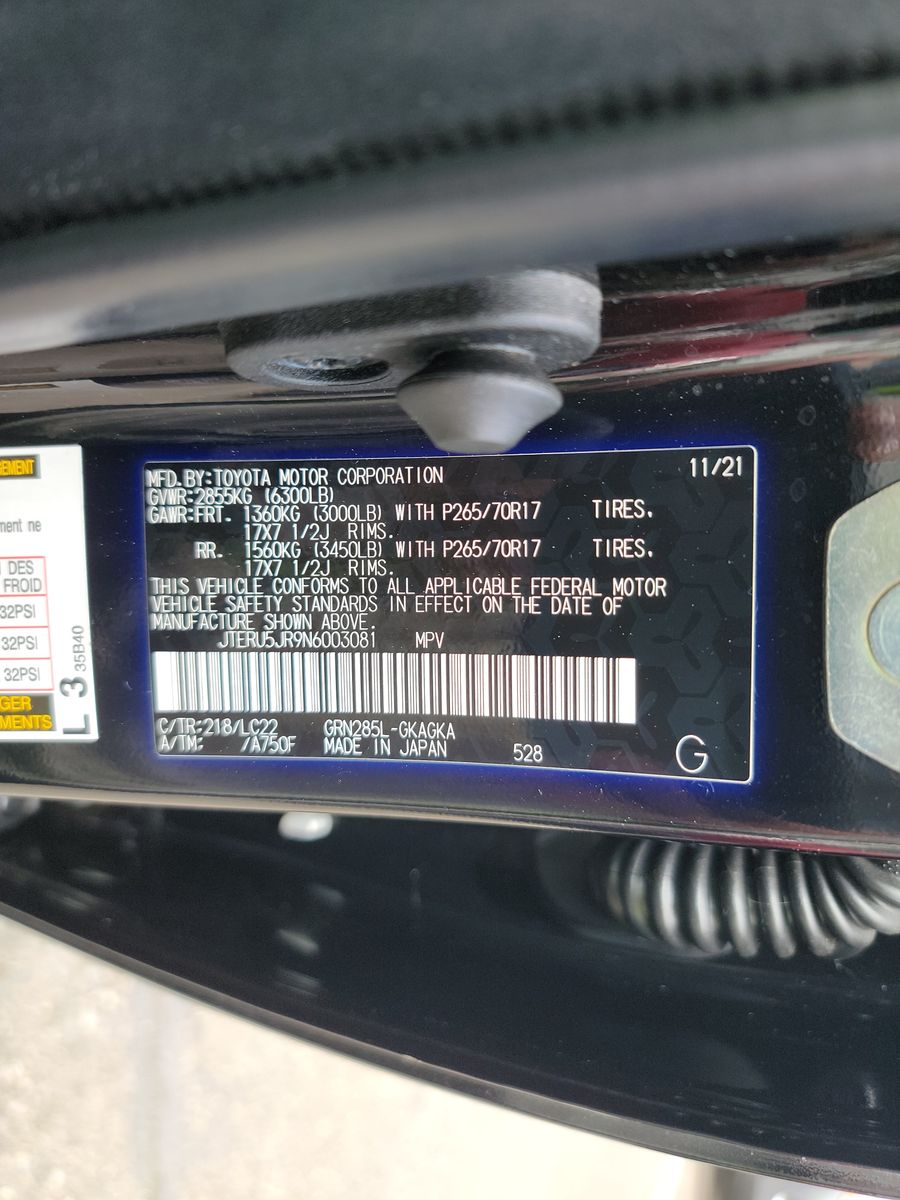 MFD. BY: TOYOTA MOTOR CORPORATION 11/21
GVWR: 2855KG (6300LB)
GAWR: FRT. 1360KG (3000LB) WITH P265/70R17 TIRES.
17X7 1/2J RIMS.
RR. 1560KG (3450LB) WITH P265/70R17 TIRES.
17X7 1/2J RIMS.
THIS VEHICLE CONFORMS TO ALL APPLICABLE FEDERAL MOTOR
VEHICLE SAFETY STANDARDS IN EFFECT ON THE DATE OF
MANUFACTURE SHOWN ABOVE.
JTERU5JR9N6003081 MPV
C/TR: 218/LC22 GRN285L-GKAGKA
A/TM: /A750F MADE IN JAPAN 528 G
ne
DES
FROID
32PSI
32PSI
32PSI
L 3 35B40